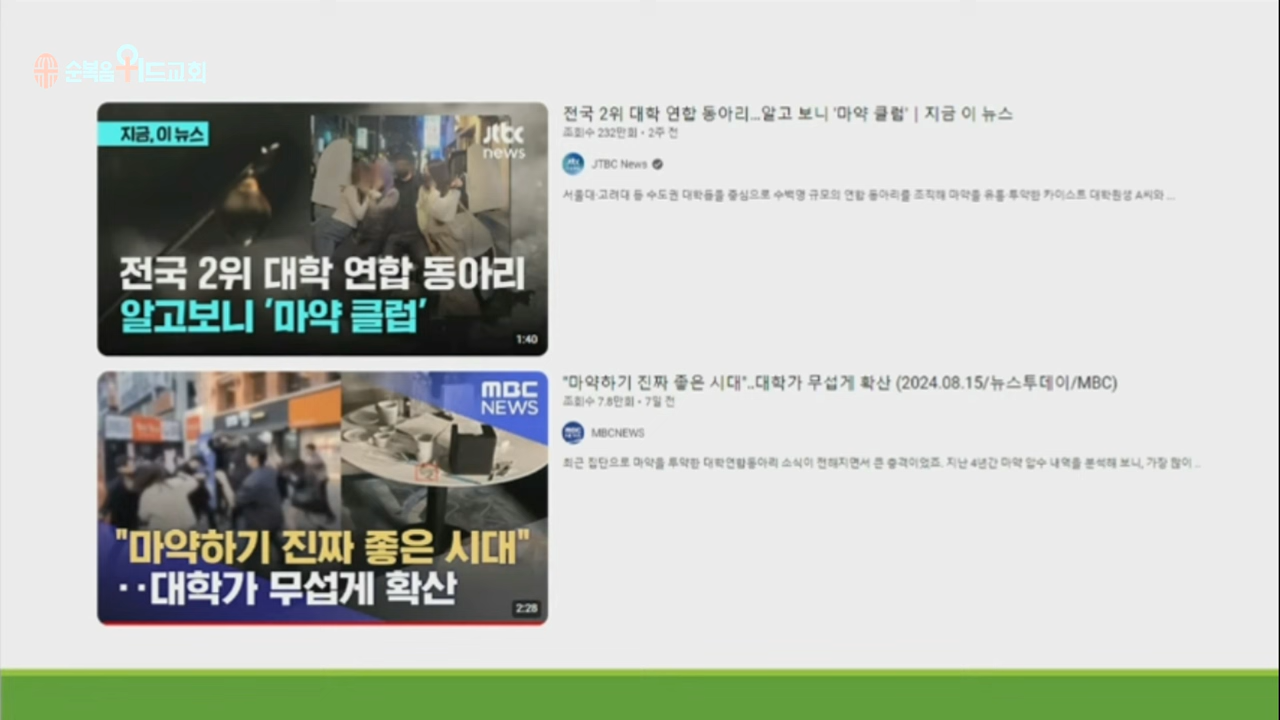 순복음위드교회
지금, 이 뉴스
jtbc
news
전국 2위 대학 연합 동아리
알고보니 '마약 클럽'
1:40
전국 2위 대학 연합 동아리...알고 보니 '마약 클럽' | 지금 이 뉴스
조회수 232만회 • 2주 전
JTBC News
서울대·고려대 등 수도권 대학들을 중심으로 수백명 규모의 연합 동아리를 조직해 마약을 유통·투약한 카이스트 대학원생 A씨와 ...
MBC
NEWS
"마약하기 진짜 좋은 시대"
··대학가 무섭게 확산
2:28
"마약하기 진짜 좋은 시대"..대학가 무섭게 확산 (2024.08.15/뉴스투데이/MBC)
조회수 7.8만회 • 7일 전
MBCNEWS
최근 집단으로 마약을 투약한 대학연합동아리 소식이 전해지면서 큰 충격이었죠. 지난 4년간 마약 압수 내역을 분석해 보니, 가장 많이 ...